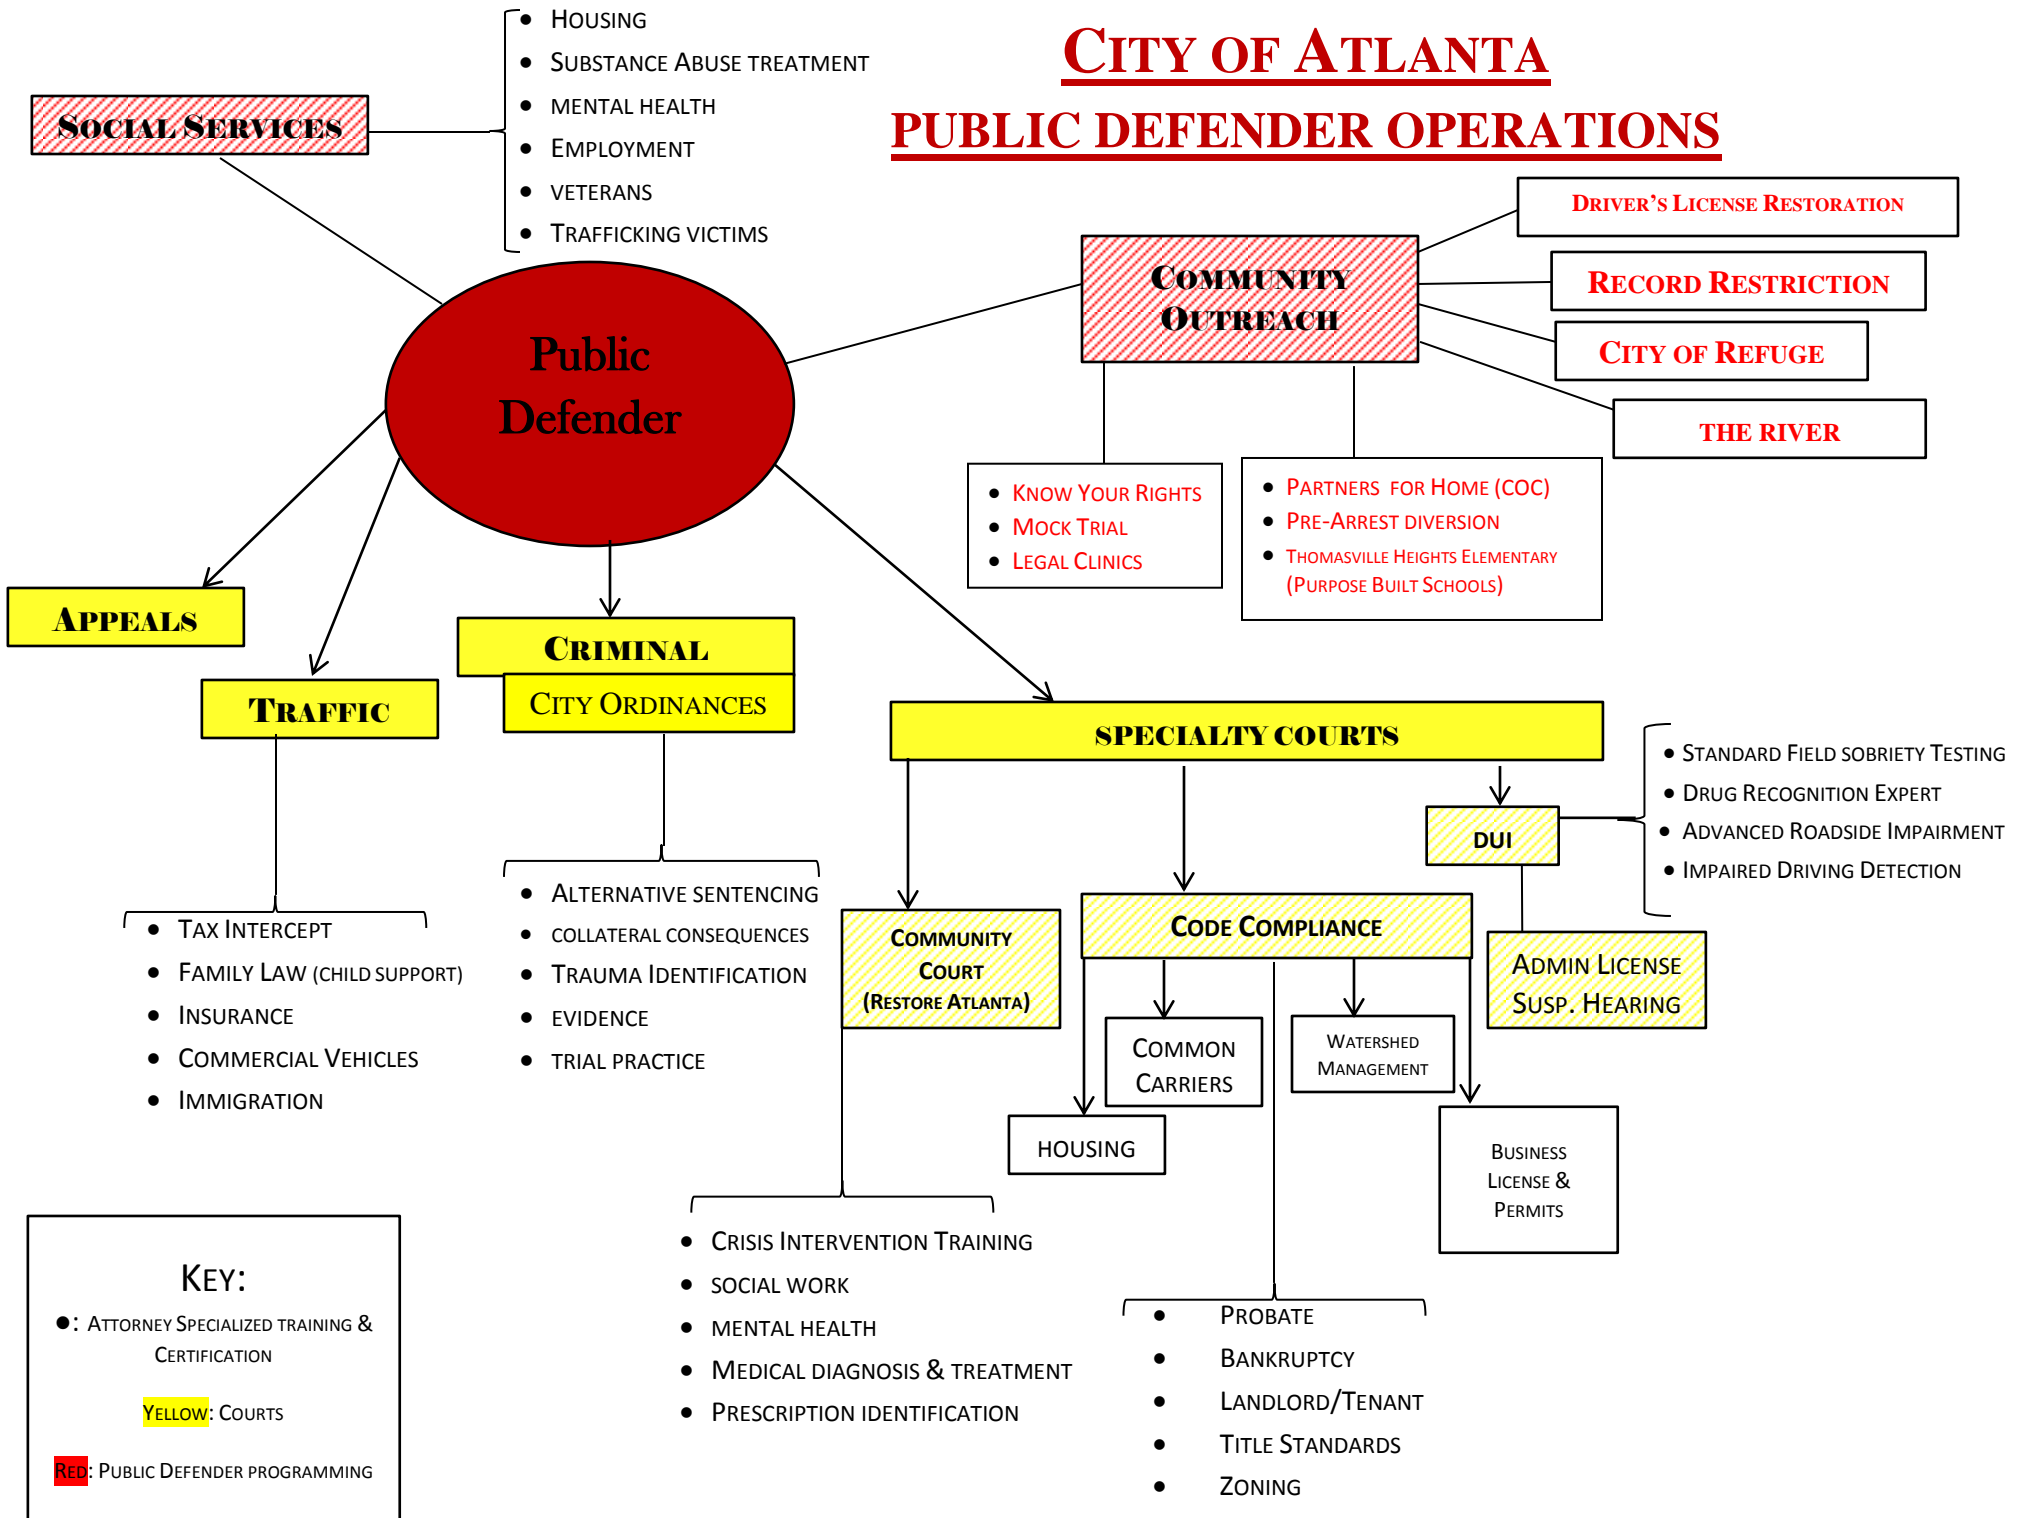 CITY OF ATLANTA
PUBLIC DEFENDER OPERATIONS
SOCIAL SERVICES
• HOUSING
• SUBSTANCE ABUSE TREATMENT
• MENTAL HEALTH
• EMPLOYMENT
• VETERANS
• TRAFFICKING VICTIMS
Public
Defender
COMMUNITY
OUTREACH
DRIVER'S LICENSE RESTORATION
RECORD RESTRICTION
CITY OF REFUGE
THE RIVER
• KNOW YOUR RIGHTS
• MOCK TRIAL
• LEGAL CLINICS
• PARTNERS FOR HOME (COC)
• PRE-ARREST DIVERSION
• THOMASVILLE HEIGHTS ELEMENTARY
(PURPOSE BUILT SCHOOLS)
APPEALS
TRAFFIC
• TAX INTERCEPT
• FAMILY LAW (CHILD SUPPORT)
• INSURANCE
• COMMERCIAL VEHICLES
• IMMIGRATION
CRIMINAL
CITY ORDINANCES
• ALTERNATIVE SENTENCING
• COLLATERAL CONSEQUENCES
• TRAUMA IDENTIFICATION
• EVIDENCE
• TRIAL PRACTICE
SPECIALTY COURTS
COMMUNITY
COURT
(RESTORE ATLANTA)
• CRISIS INTERVENTION TRAINING
• SOCIAL WORK
• MENTAL HEALTH
• MEDICAL DIAGNOSIS & TREATMENT
• PRESCRIPTION IDENTIFICATION
CODE COMPLIANCE
HOUSING
COMMON
CARRIERS
WATERSHED
MANAGEMENT
BUSINESS
LICENSE &
PERMITS
• PROBATE
• BANKRUPTCY
• LANDLORD/TENANT
• TITLE STANDARDS
• ZONING
DUI
• STANDARD FIELD SOBRIETY TESTING
• DRUG RECOGNITION EXPERT
• ADVANCED ROADSIDE IMPAIRMENT
• IMPAIRED DRIVING DETECTION
ADMIN LICENSE
SUSP. HEARING
KEY:
●: ATTORNEY SPECIALIZED TRAINING &
CERTIFICATION
YELLOW: COURTS
RED: PUBLIC DEFENDER PROGRAMMING